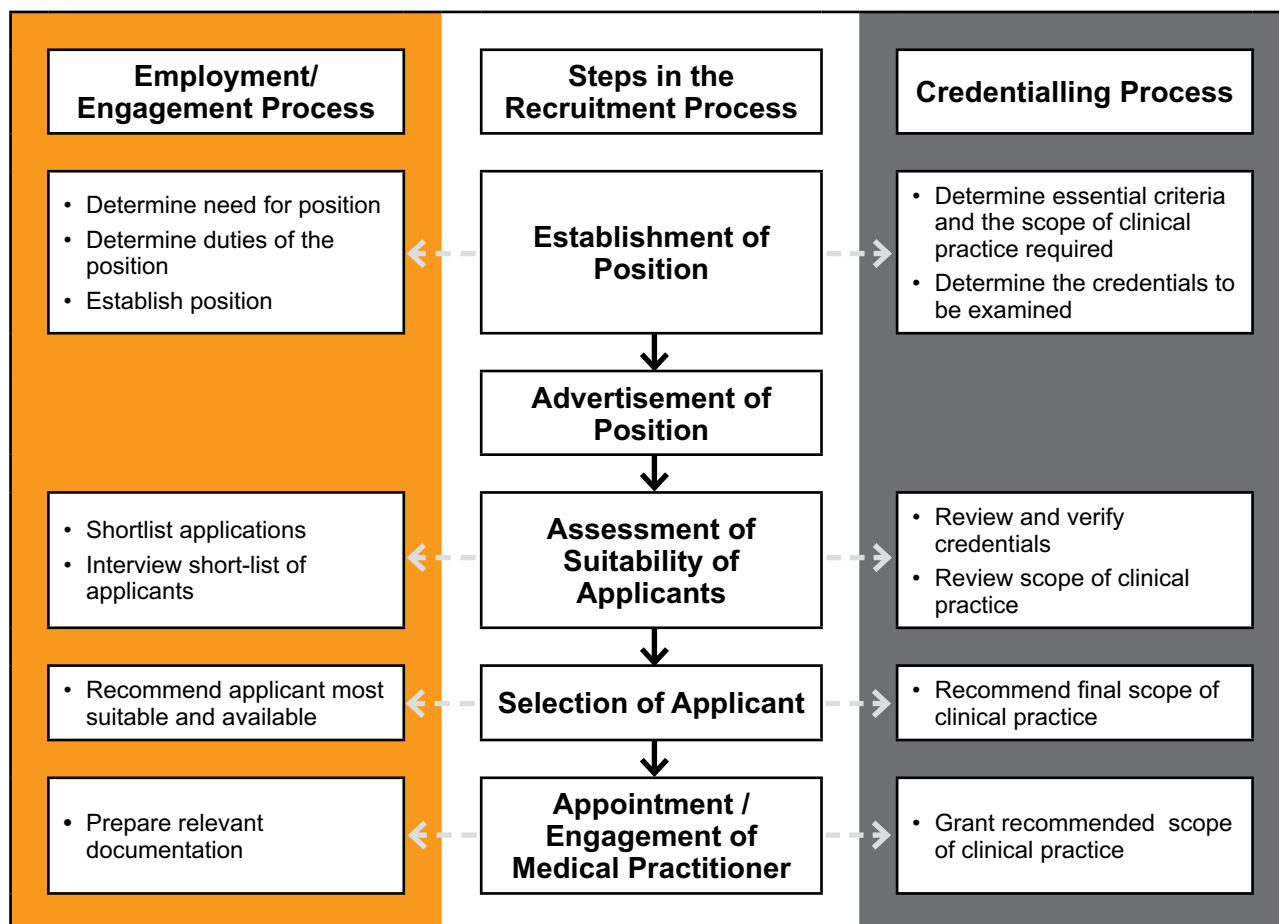 Employment/
Engagement Process
Steps in the
Recruitment Process
Credentialling Process
• Determine need for position
• Determine duties of the
position
• Establish position
Establishment of
Position
• Determine essential criteria
and the scope of clinical
practice required
• Determine the credentials to
be examined
Advertisement of
Position
• Shortlist applications
• Interview short-list of
applicants
Assessment of
Suitability of
Applicants
• Review and verify
credentials
• Review scope of clinical
practice
• Recommend applicant most
suitable and available
Selection of Applicant
• Recommend final scope of
clinical practice
• Prepare relevant
documentation
Appointment /
Engagement of
Medical Practitioner
• Grant recommended  scope
of clinical practice